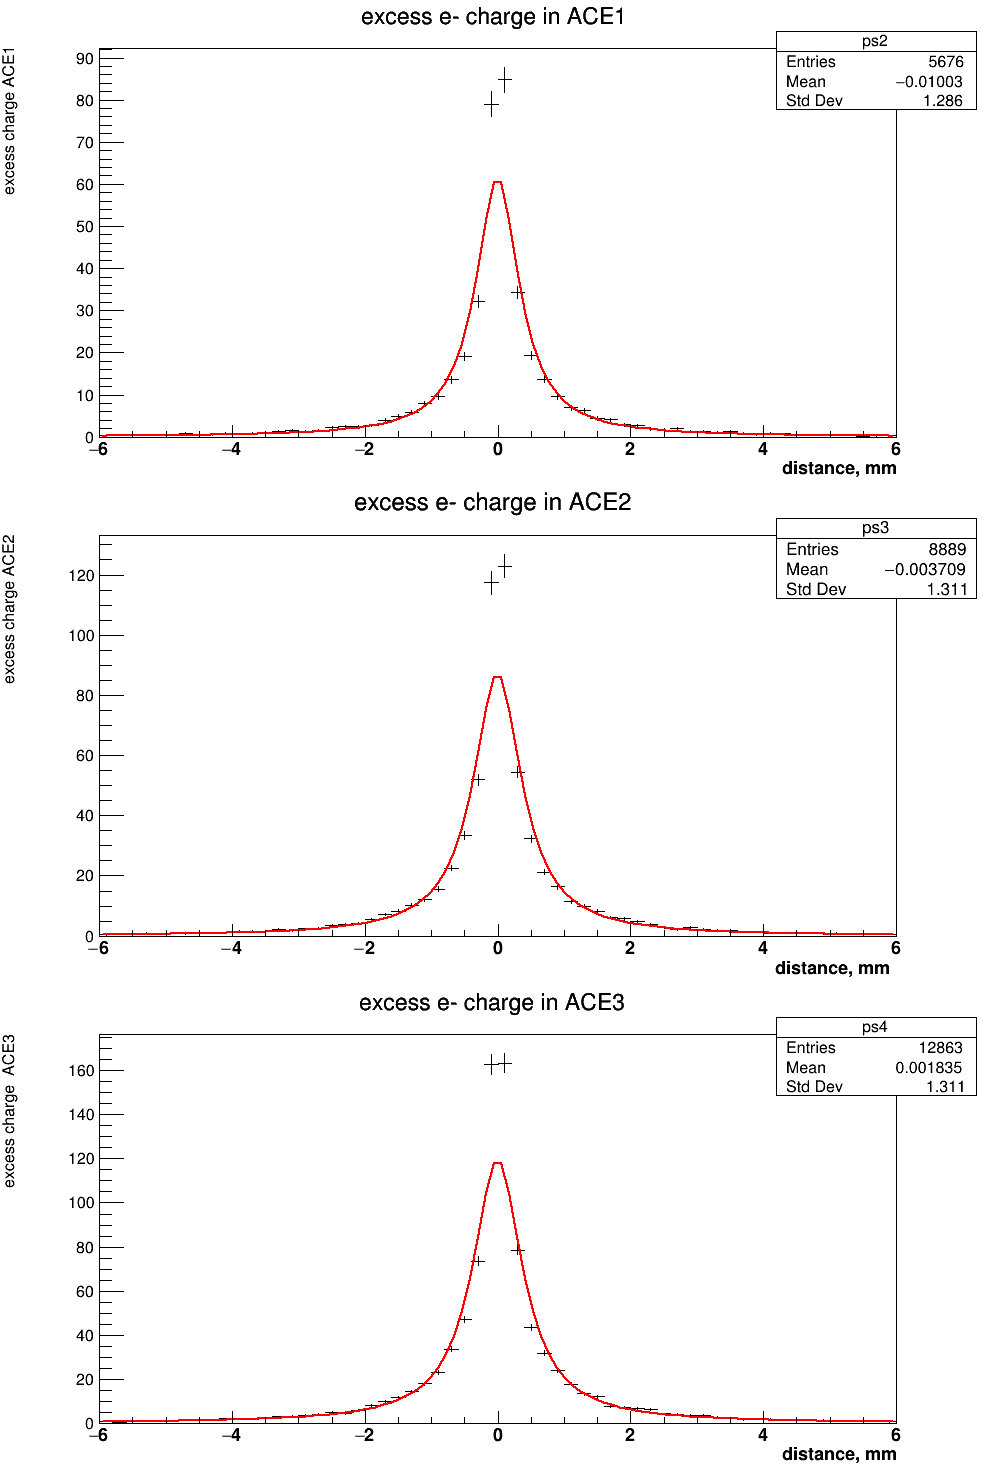 excess e- charge in ACE1
ps2
Entries 5676
Mean −0.01003
Std Dev 1.286
excess charge ACE1
90
80
70
60
50
40
30
20
10
0
−6 −4 −2 0 2 4 6
distance, mm
excess e- charge in ACE2
ps3
Entries 8889
Mean −0.003709
Std Dev 1.311
excess charge ACE2
120
100
80
60
40
20
0
−6 −4 −2 0 2 4 6
distance, mm
excess e- charge in ACE3
ps4
Entries 12863
Mean 0.001835
Std Dev 1.311
excess charge ACE3
160
140
120
100
80
60
40
20
0
−6 −4 −2 0 2 4 6
distance, mm